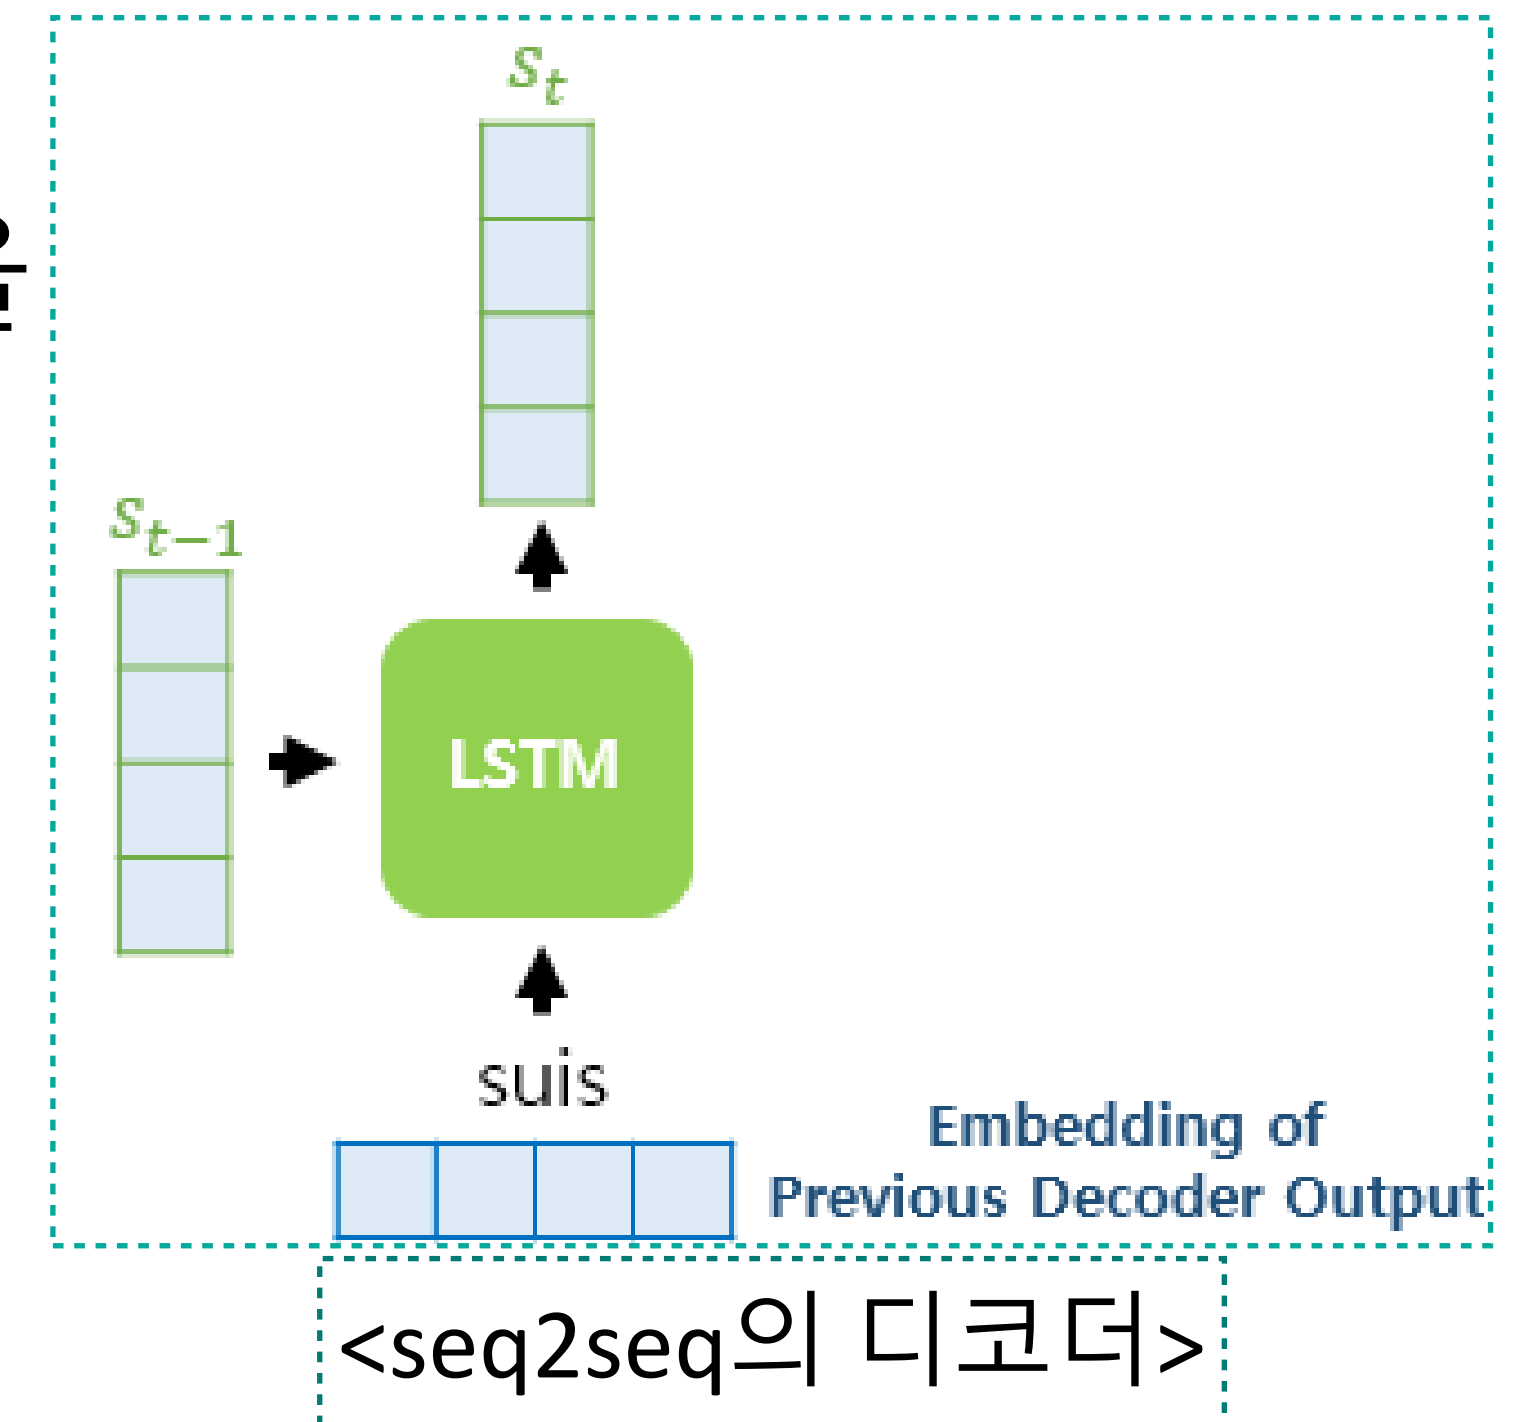 s_t
s_{t-1}
LSTM
suis
Embedding of
Previous Decoder Output
<seq2seq의 디코더>